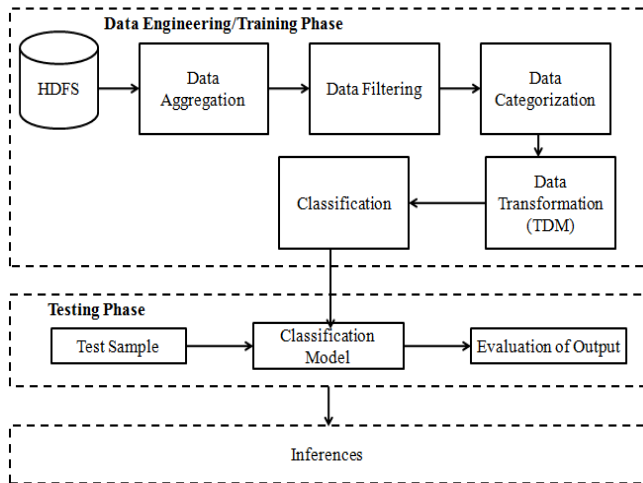 Data Engineering/Training Phase
HDFS
Data
Aggregation
Data Filtering
Data
Categorization
Data
Transformation
(TDM)
Classification
Testing Phase
Test Sample
Classification
Model
Evaluation of Output
Inferences